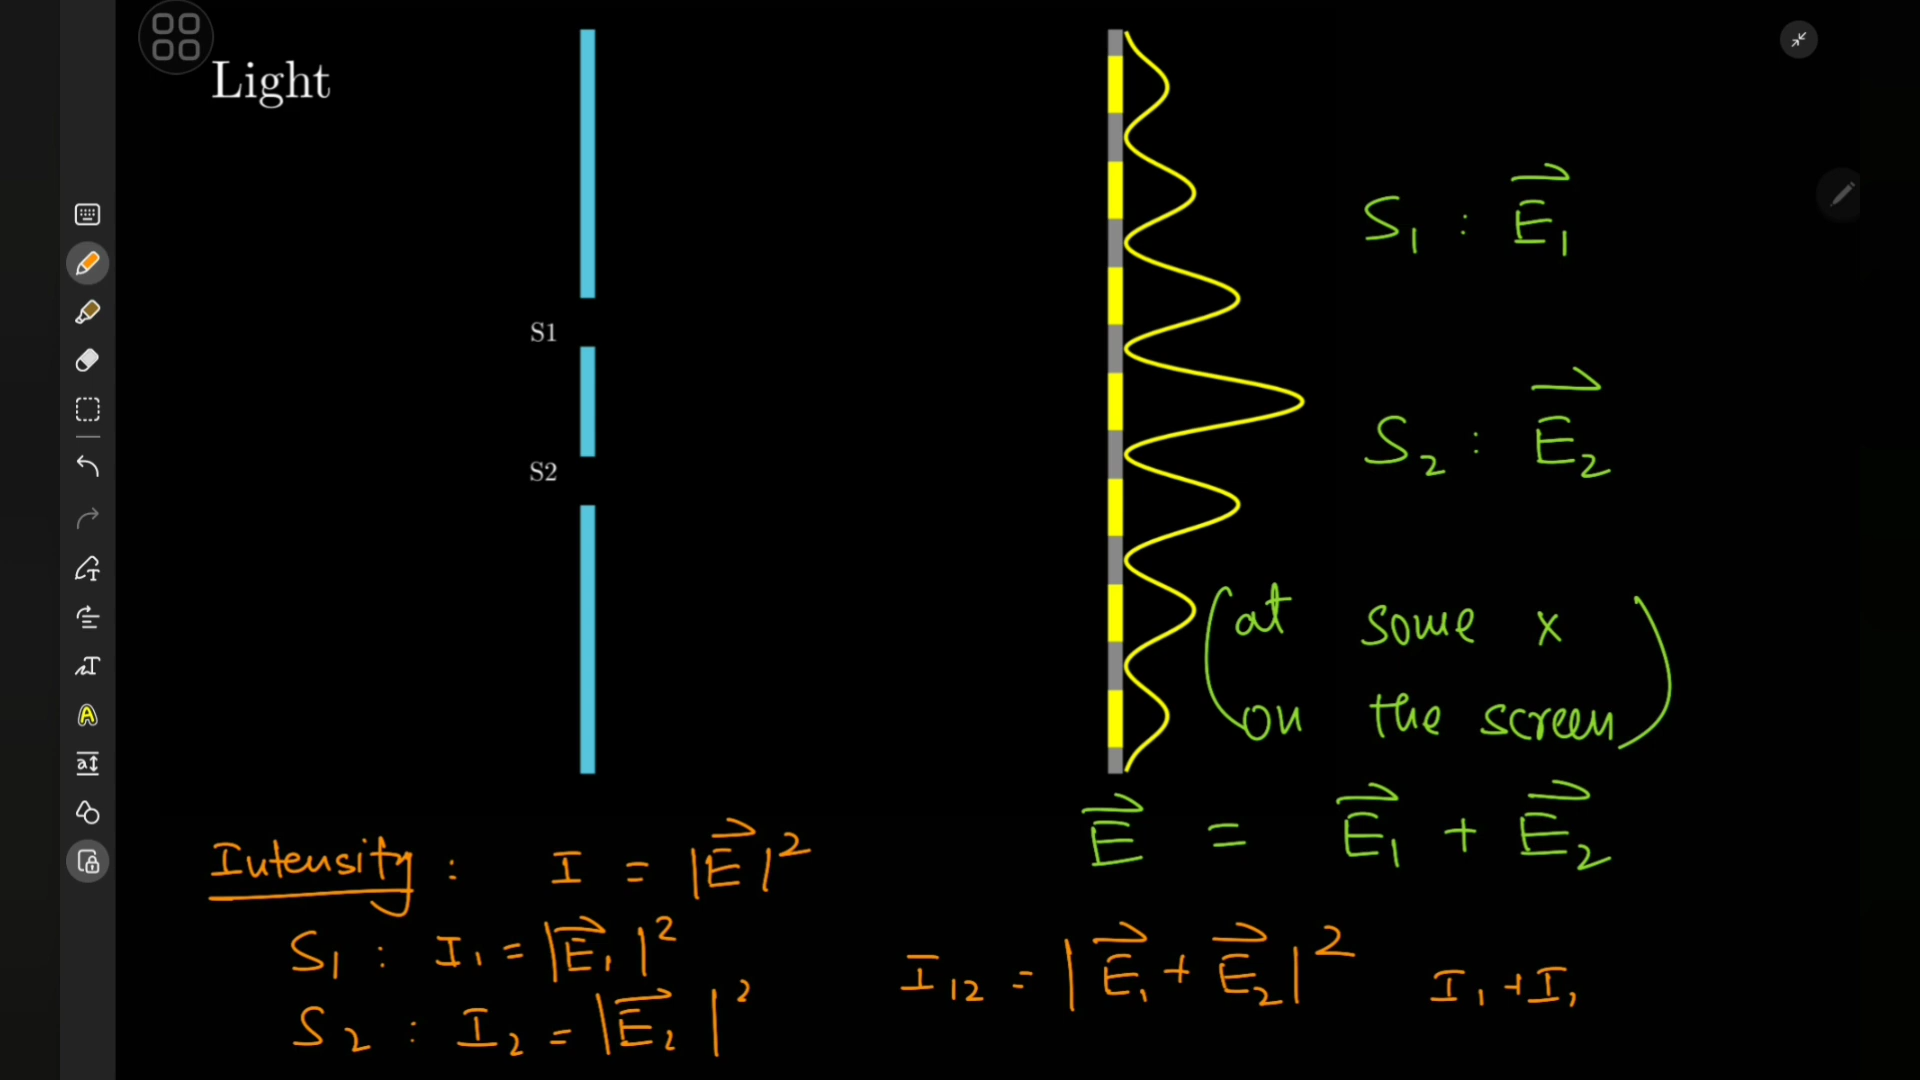 Light
S1
S2
S₁ : E⃗₁
S₂ : E⃗₂
(at some x
on the screen)
E⃗ = E⃗₁ + E⃗₂
Intensity : I = |E⃗|²
S₁ : I₁ = |E⃗₁|²
S₂ : I₂ = |E⃗₂|²
I₁₂ = |E⃗₁ + E⃗₂|² I₁ + I,